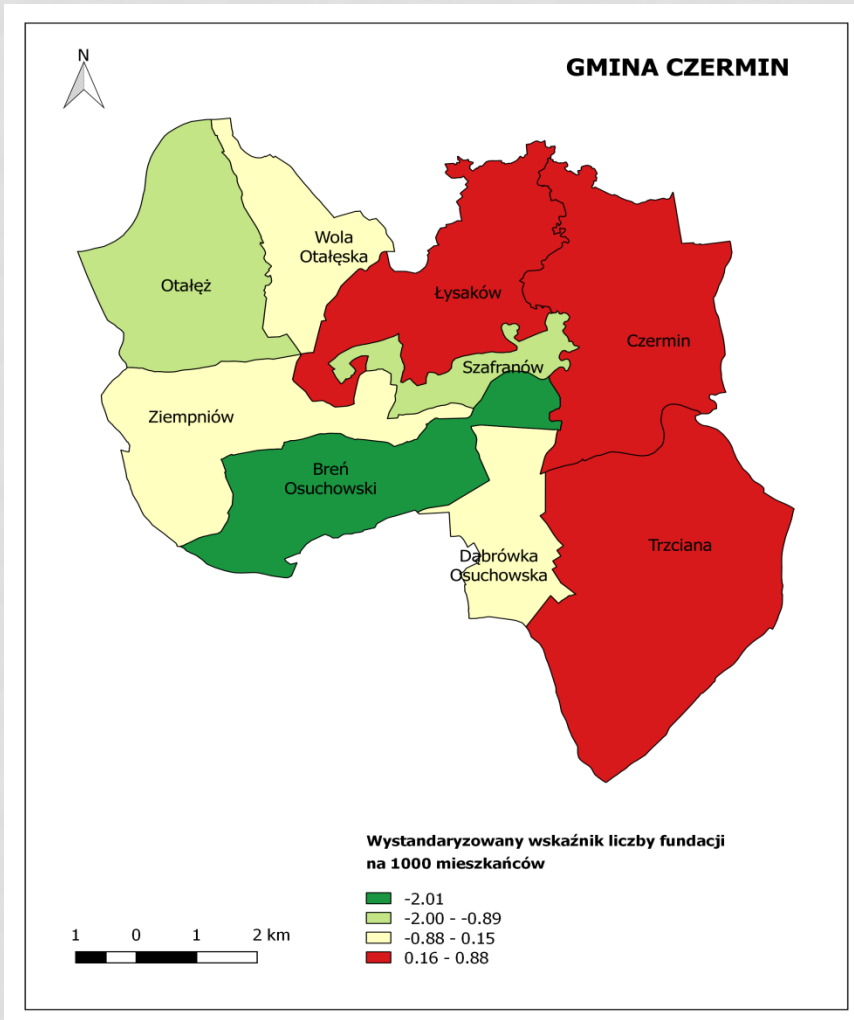 N
GMINA CZERMIN
Wola
Otałęska
Otałęż
Łysaków
Czermin
Szafranów
Ziempniów
Breń
Osuchowski
Trzciana
Dąbrówka
Osuchowska
Wystandaryzowany wskaźnik liczby fundacji
na 1000 mieszkańców
-2.01
-2.00 - -0.89
-0.88 - 0.15
0.16 - 0.88
1 0 1 2 km